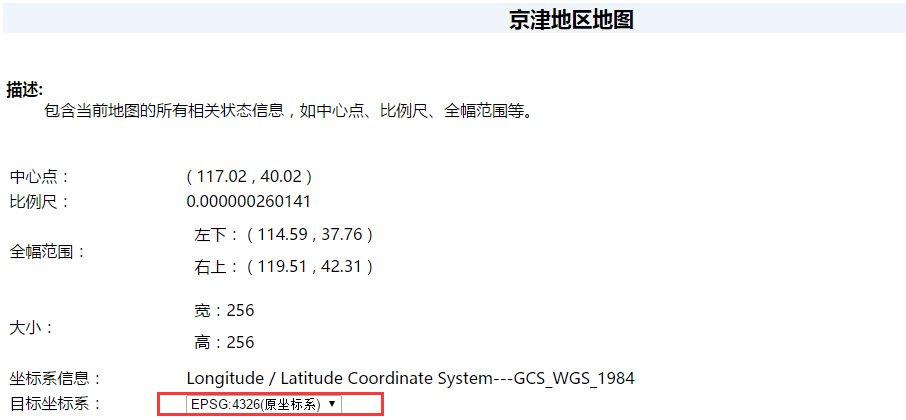 京津地区地图
描述:
包含当前地图的所有相关状态信息，如中心点、比例尺、全幅范围等。
中心点： ( 117.02 , 40.02 )
比例尺： 0.000000260141
全幅范围： 左下：( 114.59 , 37.76 )
右上：( 119.51 , 42.31 )
大小： 宽：256
高：256
坐标系信息： Longitude / Latitude Coordinate System---GCS_WGS_1984
目标坐标系： EPSG:4326(原坐标系)